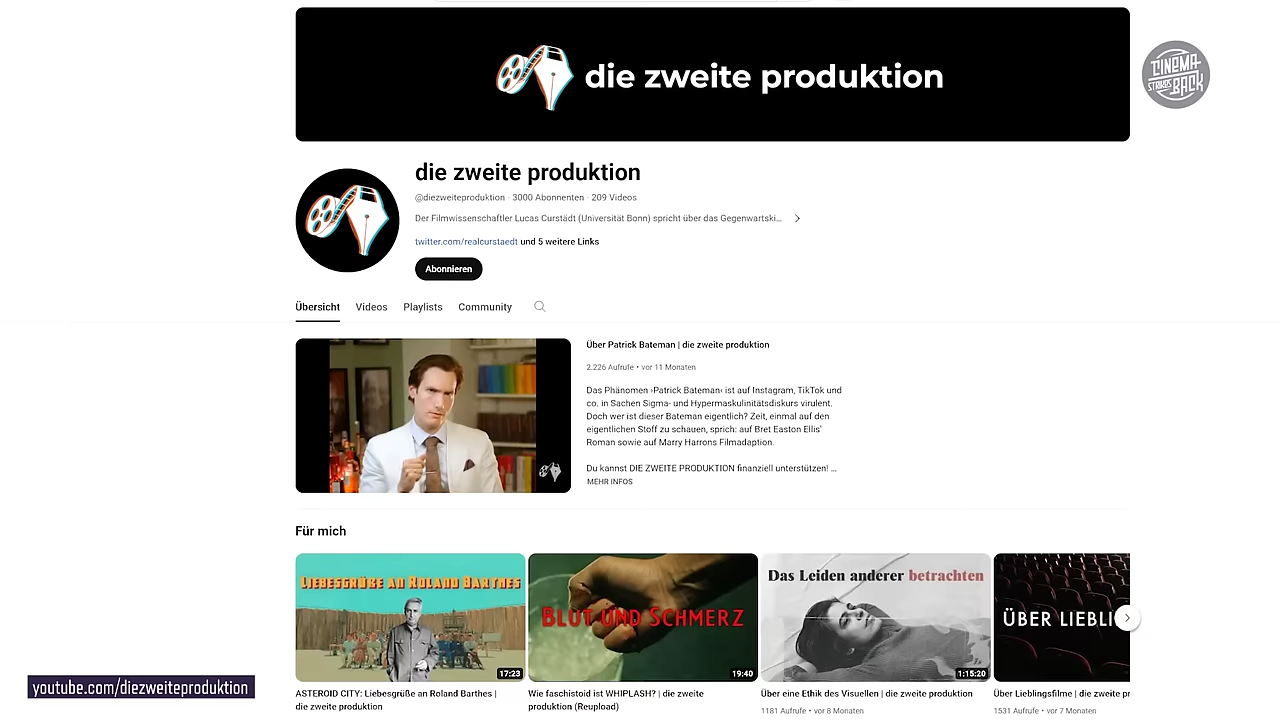 die zweite produktion
CINEMA
STRIKES
BACK
die zweite produktion
@diezweiteproduktion · 3000 Abonnenten · 209 Videos
Der Filmwissenschaftler Lucas Curstädt (Universität Bonn) spricht über das Gegenwartski...
twitter.com/realcurstaedt und 5 weitere Links
Abonnieren
Übersicht Videos Playlists Community
Über Patrick Bateman | die zweite produktion
2.226 Aufrufe • vor 11 Monaten
Das Phänomen ›Patrick Bateman‹ ist auf Instagram, TikTok und
co. in Sachen Sigma- und Hypermaskulinitätsdiskurs virulent.
Doch wer ist dieser Bateman eigentlich? Zeit, einmal auf den
eigentlichen Stoff zu schauen, sprich: auf Bret Easton Ellis'
Roman sowie auf Marry Harrons Filmadaption.
Du kannst DIE ZWEITE PRODUKTION finanziell unterstützen! ...
MEHR INFOS
Für mich
LIEBESGRÜẞE AN ROLAND BARTHES
17:23
BLUT UND SCHMERZ
19:40
Das Leiden anderer betrachten
1:15:20
ÜBER LIEBLI
ASTEROID CITY: Liebesgrüße an Roland Barthes |
die zweite produktion
Wie faschistoid ist WHIPLASH? | die zweite
produktion (Reupload)
Über eine Ethik des Visuellen | die zweite produktion
1181 Aufrufe • vor 8 Monaten
Über Lieblingsfilme | die zweite pr
1531 Aufrufe • vor 7 Monaten
youtube.com/diezweiteproduktion